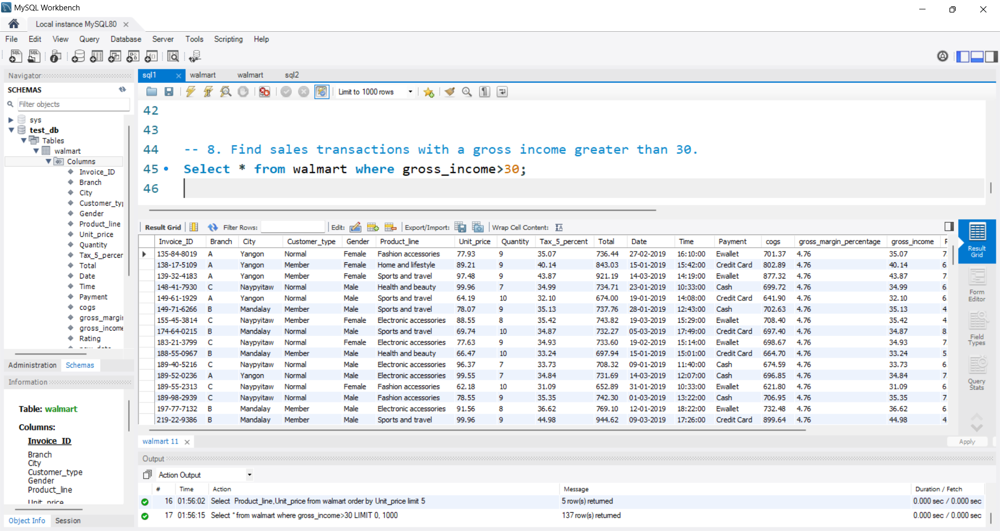 MySQL Workbench
Local instance MySQL80
File Edit View Query Database Server Tools Scripting Help
Navigator
SCHEMAS
Filter objects
sys
test_db
Tables
walmart
Columns
Invoice_ID
Branch
City
Customer_ty
Gender
Product_line
Unit_price
Quantity
Tax_5_percer
Total
Date
Time
Payment
cogs
gross_margi
gross_income
Rating
Administration Schemas
Information
Table: walmart
Columns:
Invoice_ID
Branch
City
Customer_type
Gender
Product_line
Unit_price
Object Info Session
sql1 walmart walmart sql2
Limit to 1000 rows
42
43
44 -- 8. Find sales transactions with a gross income greater than 30.
45 Select * from walmart where gross_income>30;
46
Result Grid Filter Rows: Edit: Export/Import: Wrap Cell Content:
Invoice_ID Branch City Customer_type Gender Product_line Unit_price Quantity Tax_5_percent Total Date Time Payment cogs gross_margin_percentage gross_income
135-84-8019 A Yangon Normal Female Fashion accessories 77.93 9 35.07 736.44 27-02-2019 16:10:00 Ewallet 701.37 4.76 35.07 7.
138-17-5109 A Yangon Member Female Home and lifestyle 89.21 9 40.14 843.03 15-01-2019 15:42:00 Credit Card 802.89 4.76 40.14 6.
139-32-4183 A Yangon Member Female Sports and travel 97.48 9 43.87 921.19 14-03-2019 14:19:00 Ewallet 877.32 4.76 43.87 7.
148-41-7930 C Naypyitaw Normal Male Health and beauty 99.96 7 34.99 734.71 23-01-2019 10:33:00 Cash 699.72 4.76 34.99 6
149-61-1929 A Yangon Normal Male Sports and travel 64.19 10 32.10 674.00 19-01-2019 14:08:00 Credit Card 641.90 4.76 32.10 6
149-71-6266 B Mandalay Member Male Sports and travel 78.07 9 35.13 737.76 28-01-2019 12:43:00 Cash 702.63 4.76 35.13 4
155-45-3814 C Naypyitaw Member Female Electronic accessories 88.55 8 35.42 743.82 19-03-2019 15:29:00 Ewallet 708.40 4.76 35.42 4
174-64-0215 B Mandalay Normal Male Sports and travel 69.74 10 34.87 732.27 05-03-2019 17:49:00 Credit Card 697.40 4.76 34.87 8
183-21-3799 C Naypyitaw Normal Female Electronic accessories 77.63 9 34.93 733.60 19-02-2019 15:14:00 Ewallet 698.67 4.76 34.93 7.
188-55-0967 B Mandalay Member Male Health and beauty 66.47 10 33.24 697.94 15-01-2019 15:01:00 Credit Card 664.70 4.76 33.24 5
189-40-5216 C Naypyitaw Normal Male Electronic accessories 96.37 7 33.73 708.32 09-01-2019 11:40:00 Cash 674.59 4.76 33.73 6
189-52-0236 A Yangon Normal Male Electronic accessories 99.55 7 34.84 731.69 14-03-2019 12:07:00 Cash 696.85 4.76 34.84 7.
189-55-2313 C Naypyitaw Normal Female Fashion accessories 62.18 10 31.09 652.89 31-01-2019 10:33:00 Ewallet 621.80 4.76 31.09 6
189-98-2939 C Naypyitaw Normal Male Fashion accessories 78.55 9 35.35 742.30 01-03-2019 13:22:00 Cash 706.95 4.76 35.35 7.
197-77-7132 B Mandalay Member Male Electronic accessories 91.56 8 36.62 769.10 12-01-2019 18:22:00 Ewallet 732.48 4.76 36.62 6
219-22-9386 B Mandalay Member Male Sports and travel 99.96 9 44.98 944.62 09-03-2019 17:26:00 Credit Card 899.64 4.76 44.98 4
Result
Grid
Form
Editor
Field
Types
Query
Stats
walmart 11
Apply
Output
Action Output
# Time Action Message Duration / Fetch
16 01:56:02 Select Product_line,Unit_price from walmart order by Unit_price limit 5 5 row(s) returned 0.000 sec / 0.000 sec
17 01:56:15 Select * from walmart where gross_income>30 LIMIT 0, 1000 137 row(s) returned 0.000 sec / 0.000 sec